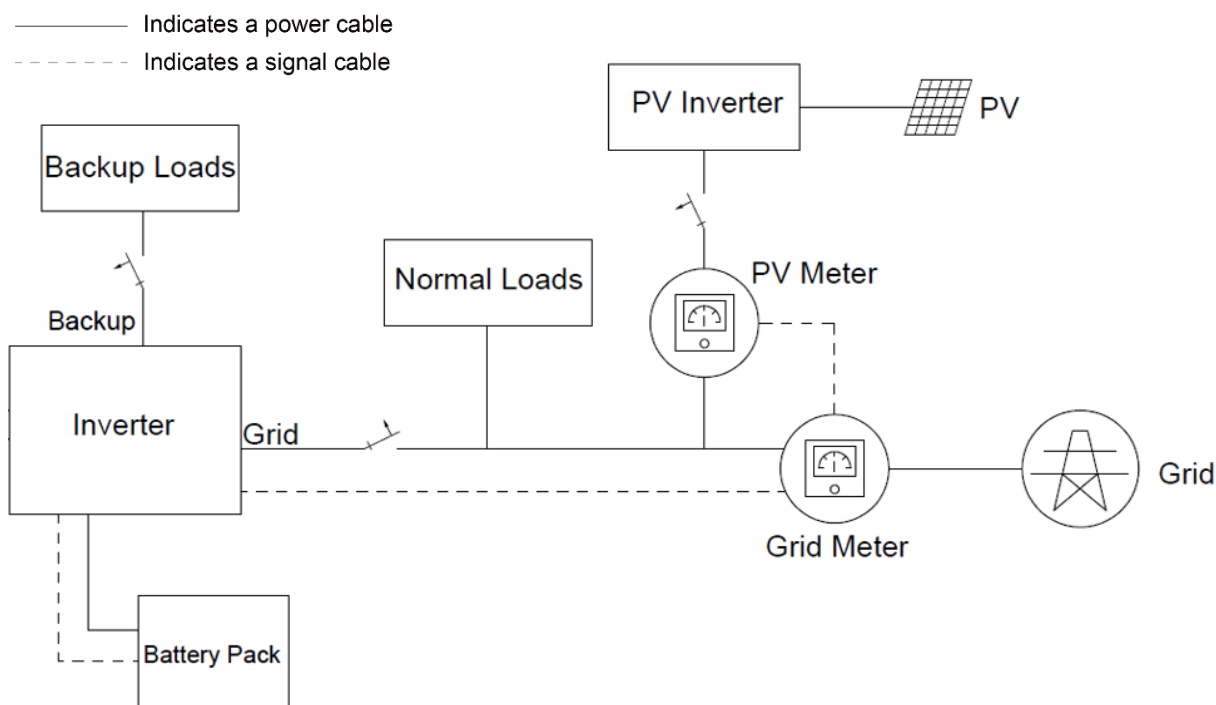 Indicates a power cable
Indicates a signal cable
PV Inverter
PV
Backup Loads
Normal Loads
PV Meter
Backup
Inverter
Grid
Grid
Grid Meter
Battery Pack